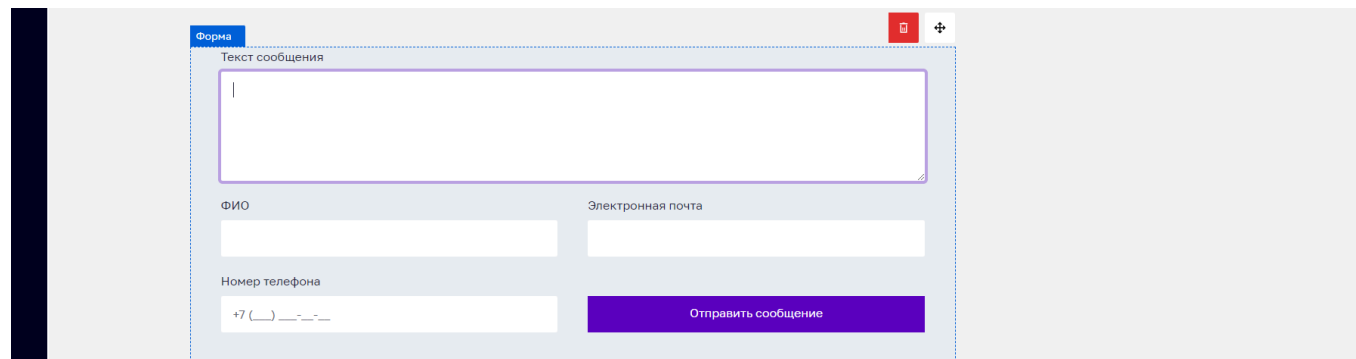 Форма
Текст сообщения
ФИО
Электронная почта
Номер телефона
+7 (___) ___-__-__
Отправить сообщение